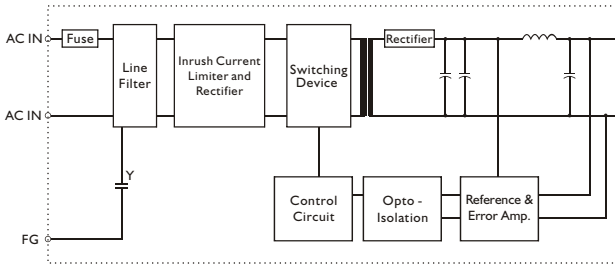 AC IN
Fuse
Line
Filter
Inrush Current
Limiter and
Rectifier
Switching
Device
Rectifier
AC IN
Y
FG
Control
Circuit
Opto -
Isolation
Reference &
Error Amp.